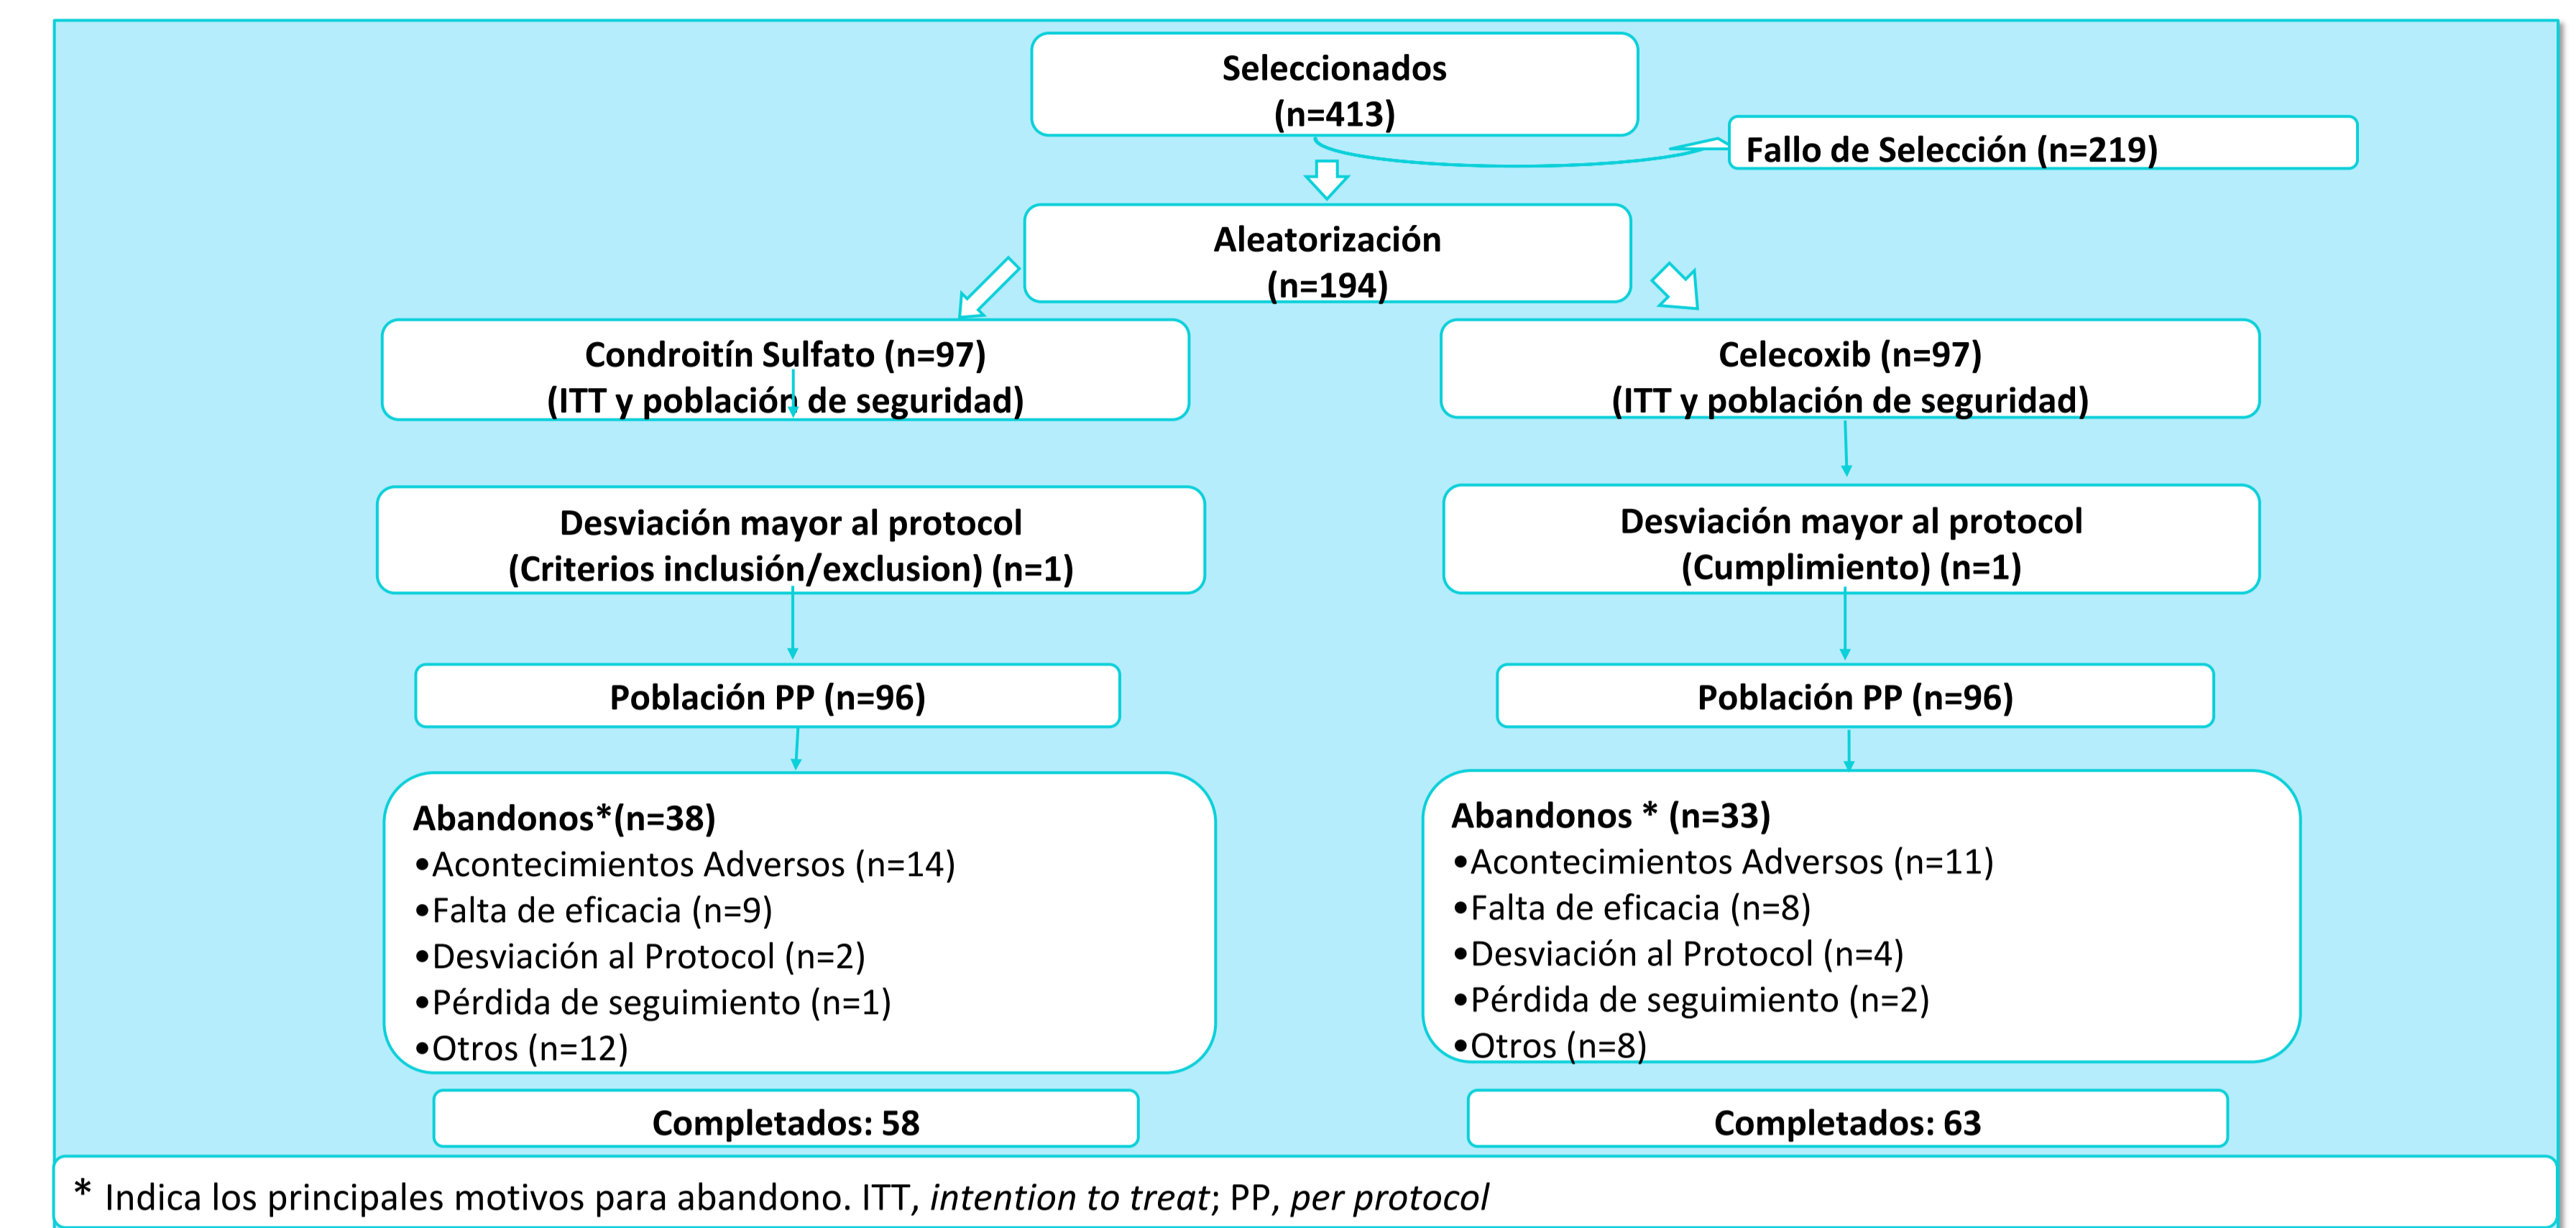 Seleccionados
(n=413)
Fallo de Selección (n=219)
Aleatorización
(n=194)
Condroitín Sulfato (n=97)
(ITT y población de seguridad)
Celecoxib (n=97)
(ITT y población de seguridad)
Desviación mayor al protocol
(Criterios inclusión/exclusion) (n=1)
Desviación mayor al protocol
(Cumplimiento) (n=1)
Población PP (n=96)
Población PP (n=96)
Abandonos*(n=38)
•Acontecimientos Adversos (n=14)
•Falta de eficacia (n=9)
•Desviación al Protocol (n=2)
•Pérdida de seguimiento (n=1)
•Otros (n=12)
Abandonos * (n=33)
•Acontecimientos Adversos (n=11)
•Falta de eficacia (n=8)
•Desviación al Protocol (n=4)
•Pérdida de seguimiento (n=2)
•Otros (n=8)
Completados: 58
Completados: 63
* Indica los principales motivos para abandono. ITT, intention to treat; PP, per protocol